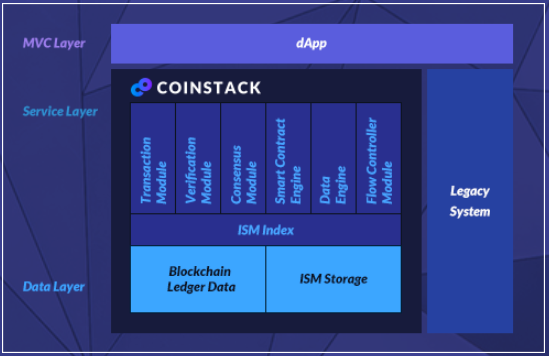 MVC Layer
dApp
COINSTACK
Service Layer
Transaction
Module
Verification
Module
Consensus
Module
Smart Contract
Engine
Data
Engine
Flow Controller
Module
Legacy
System
ISM Index
Data Layer
Blockchain
Ledger Data
ISM Storage